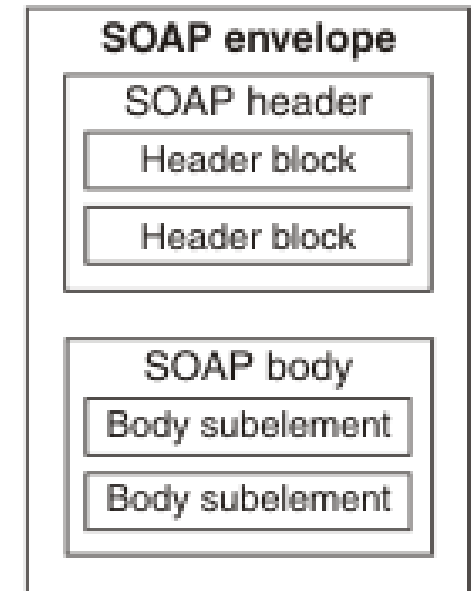 SOAP envelope
SOAP header
Header block
Header block
SOAP body
Body subelement
Body subelement